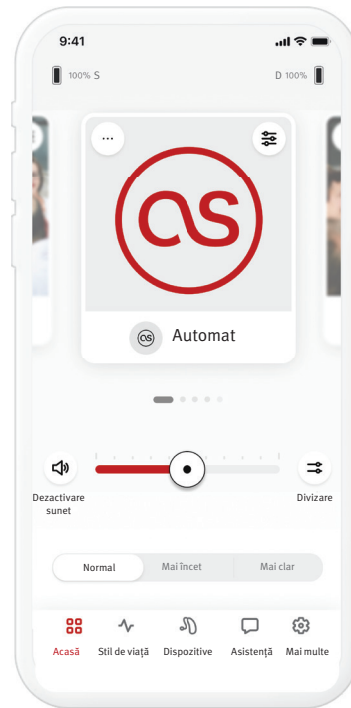 9:41
100% S
D 100%
...
Automat
Dezactivare
sunet
Divizare
Normal
Mai încet
Mai clar
Acasă
Stil de viață
Dispozitive
Asistență
Mai multe